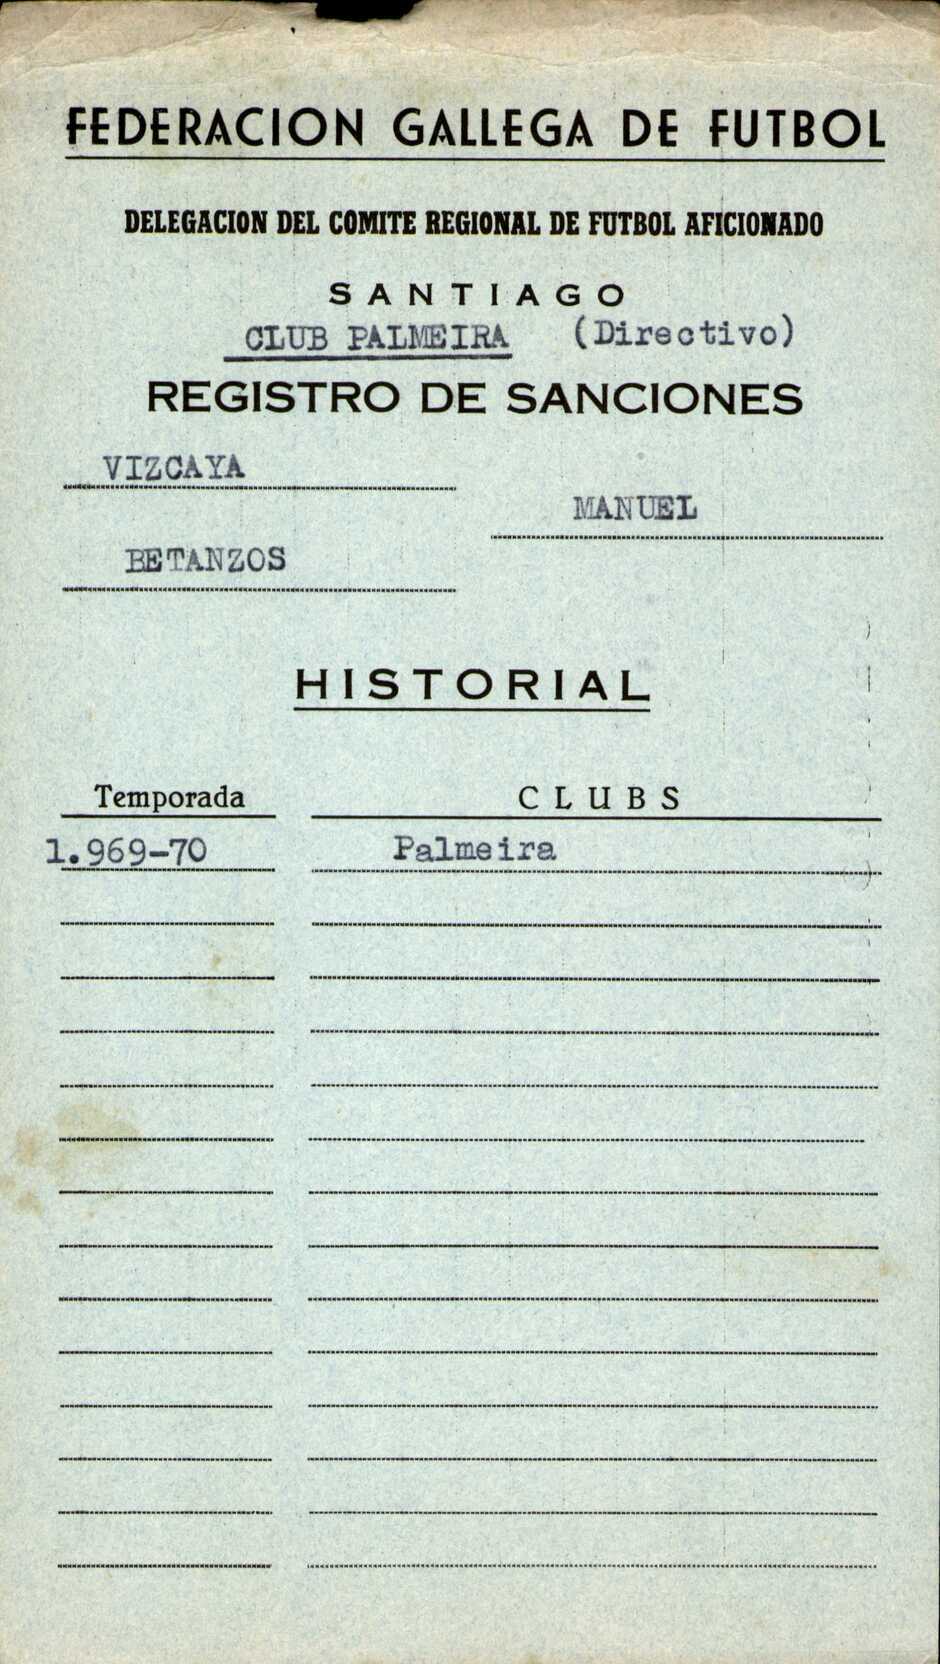 FEDERACION GALLEGA DE FUTBOL
DELEGACION DEL COMITE REGIONAL DE FUTBOL AFICIONADO
SANTIAGO
CLUB PALMEIRA (Directivo)
REGISTRO DE SANCIONES
VIZCAYA
MANUEL
BETANZOS
HISTORIAL
Temporada CLUBS
1.969-70 Palmeira